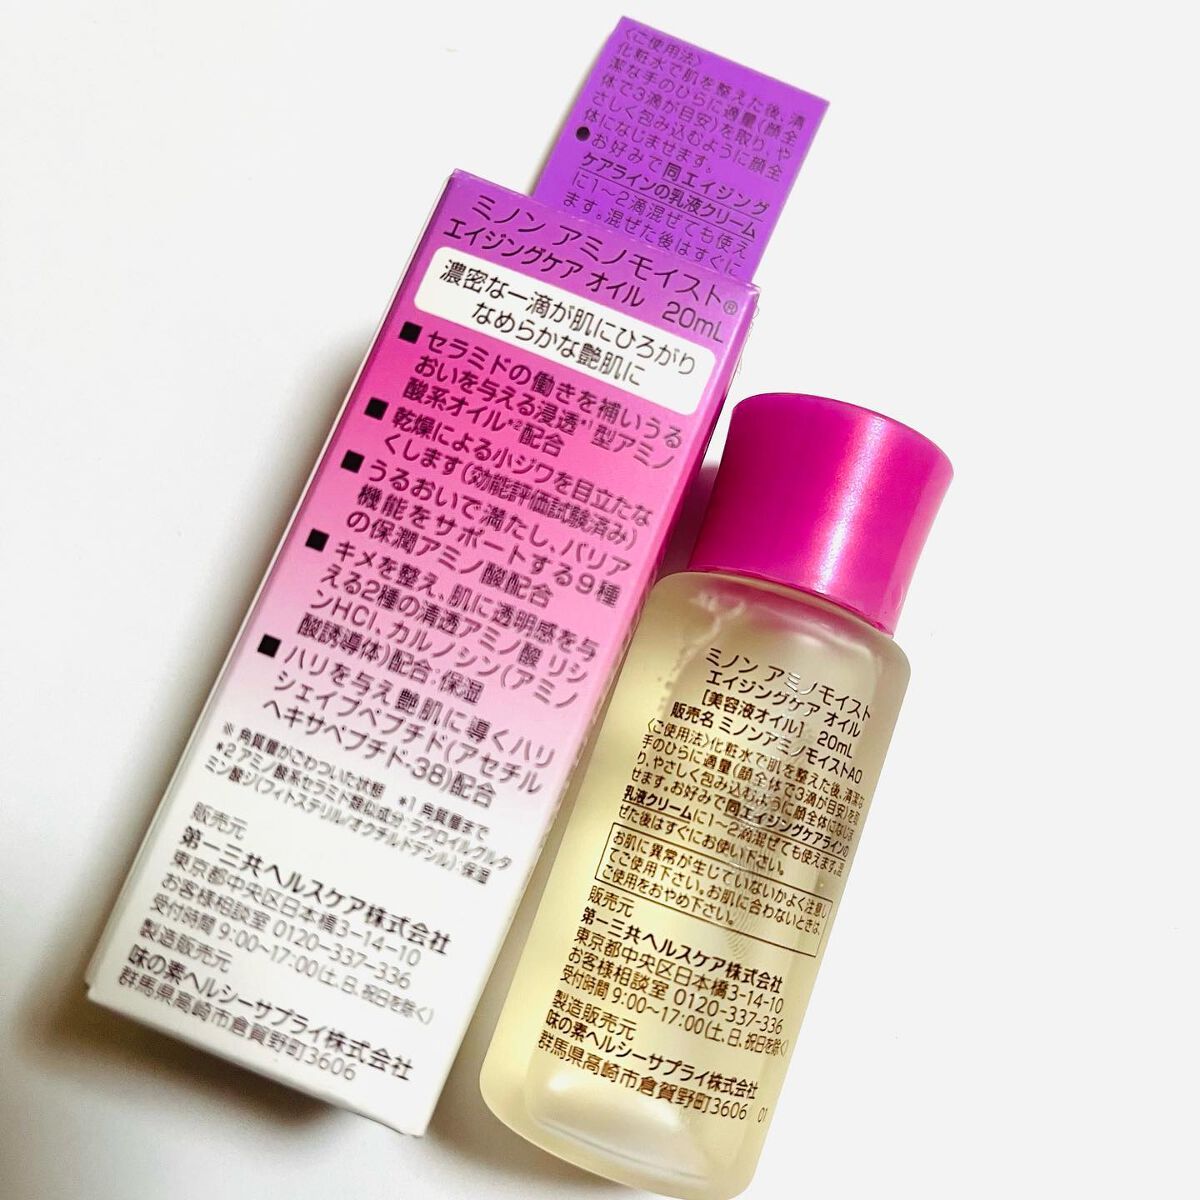 〈ご使用法〉
化粧水で肌を整えた後、清
潔な手のひらに適量(顔全
体で3滴が目安)を取り、や
さしく包み込むように顔全
体になじませます。
●お好みで同エイジング
ケアラインの乳液クリーム
に1〜2滴混ぜても使え
ます。混ぜた後はすぐに
ミノン アミノモイスト®
エイジングケア オイル 20mL
濃密な一滴が肌にひろがり
なめらかな艶肌に
■セラミドの働きを補いうる
おいを与える浸透*1型アミノ
酸系オイル*2配合
■乾燥による小ジワを目立たな
くします(効能評価試験済み)
■うるおいで満たし、バリア
機能をサポートする9種
の保潤アミノ酸配合
■キメを整え、肌に透明感を与
える2種の清透アミノ酸 リシ
ンHCl、カルノシン(アミノ
酸誘導体)配合:保湿
■ハリを与え艶肌に導くハリ
シェイプペプチド(アセチル
ヘキサペプチド-38)配合
※ 角質層がごわついた状態 *1 角質層まで
*2 アミノ酸系セラミド類似成分・ラウロイルグルタ
ミン酸ジ(フィトステリル/オクチルドデシル):保湿
販売元
第一三共ヘルスケア株式会社
東京都中央区日本橋3-14-10
お客様相談室 0120-337-336
受付時間 9:00〜17:00(土、日、祝日を除く)
製造販売元
味の素ヘルシーサプライ株式会社
群馬県高崎市倉賀野町3606
ミノン アミノモイスト
エイジングケア オイル
[美容液オイル] 20mL
販売名 ミノンアミノモイストAO
〈ご使用法〉化粧水で肌を整えた後、清潔な
手のひらに適量(顔全体で3滴が目安)を取
り、やさしく包み込むように顔全体になじま
せます。お好みで同エイジングケアラインの
乳液クリームに1〜2滴混ぜても使えます。混
ぜた後はすぐにお使い下さい。
お肌に異常が生じていないかよく注意し
てご使用下さい。お肌に合わないときは、
ご使用をおやめ下さい。
販売元
第一三共ヘルスケア株式会社
東京都中央区日本橋3-14-10
お客様相談室 0120-337-336
受付時間 9:00〜17:00(土、日、祝日を除く)
製造販売元
味の素ヘルシーサプライ株式会社
群馬県高崎市倉賀野町3606 01